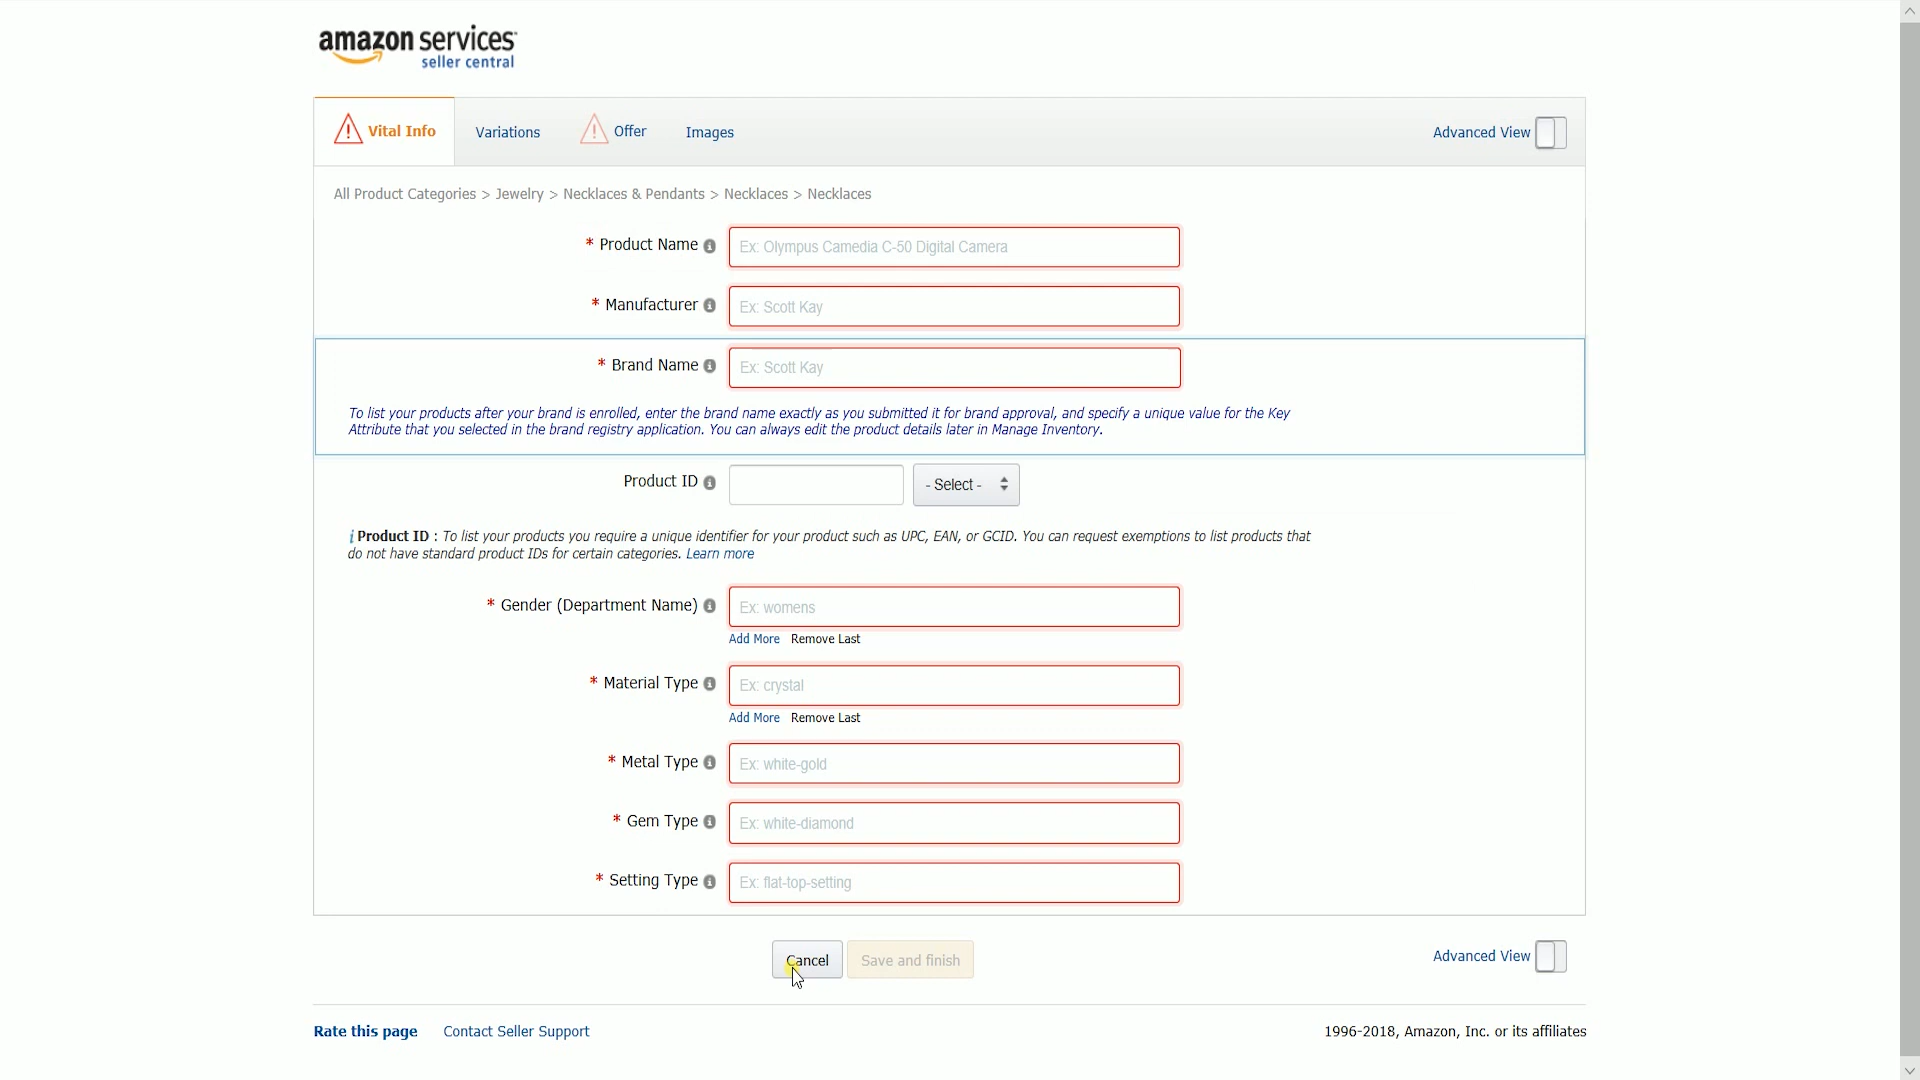 amazon services
seller central
Vital Info
Variations
Offer
Images
Advanced View
All Product Categories > Jewelry > Necklaces & Pendants > Necklaces > Necklaces
* Product Name
Ex: Olympus Camedia C-50 Digital Camera
* Manufacturer
Ex: Scott Kay
* Brand Name
Ex: Scott Kay
To list your products after your brand is enrolled, enter the brand name exactly as you submitted it for brand approval, and specify a unique value for the Key
Attribute that you selected in the brand registry application. You can always edit the product details later in Manage Inventory.
Product ID
- Select -
i Product ID : To list your products you require a unique identifier for your product such as UPC, EAN, or GCID. You can request exemptions to list products that
do not have standard product IDs for certain categories. Learn more
* Gender (Department Name)
Ex: womens
Add More Remove Last
* Material Type
Ex: crystal
Add More Remove Last
* Metal Type
Ex: white-gold
* Gem Type
Ex: white-diamond
* Setting Type
Ex: flat-top-setting
Cancel
Save and finish
Advanced View
Rate this page
Contact Seller Support
1996-2018, Amazon, Inc. or its affiliates